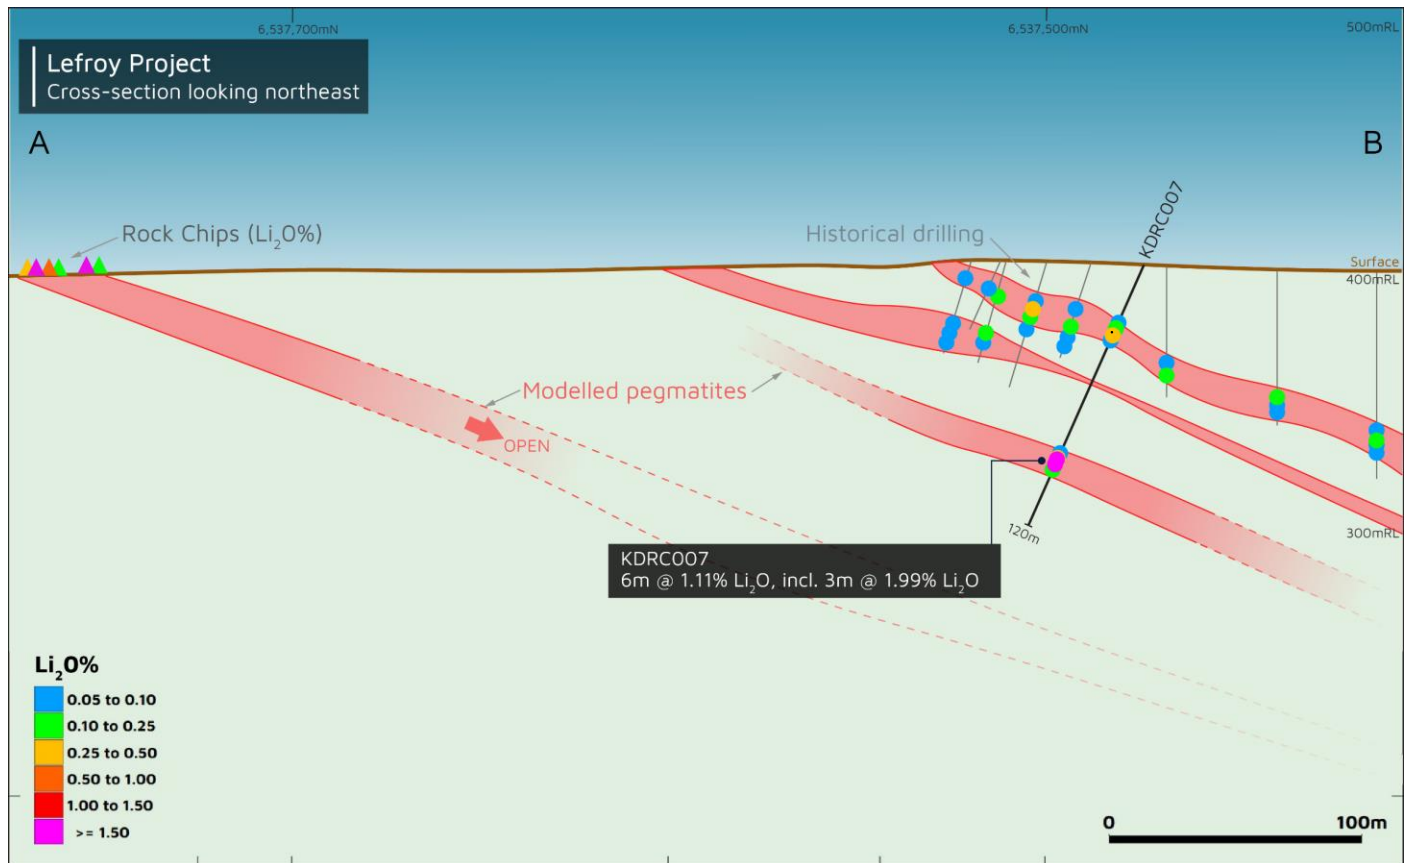 6,537,700mN
6,537,500mN
500mRL
Lefroy Project
Cross-section looking northeast
A
B
KDRC007
Rock Chips (Li₂O%)
Historical drilling
Surface
400mRL
Modelled pegmatites
OPEN
120m
300mRL
KDRC007
6m @ 1.11% Li₂O, incl. 3m @ 1.99% Li₂O
Li₂O%
0.05 to 0.10
0.10 to 0.25
0.25 to 0.50
0.50 to 1.00
1.00 to 1.50
>= 1.50
0
100m